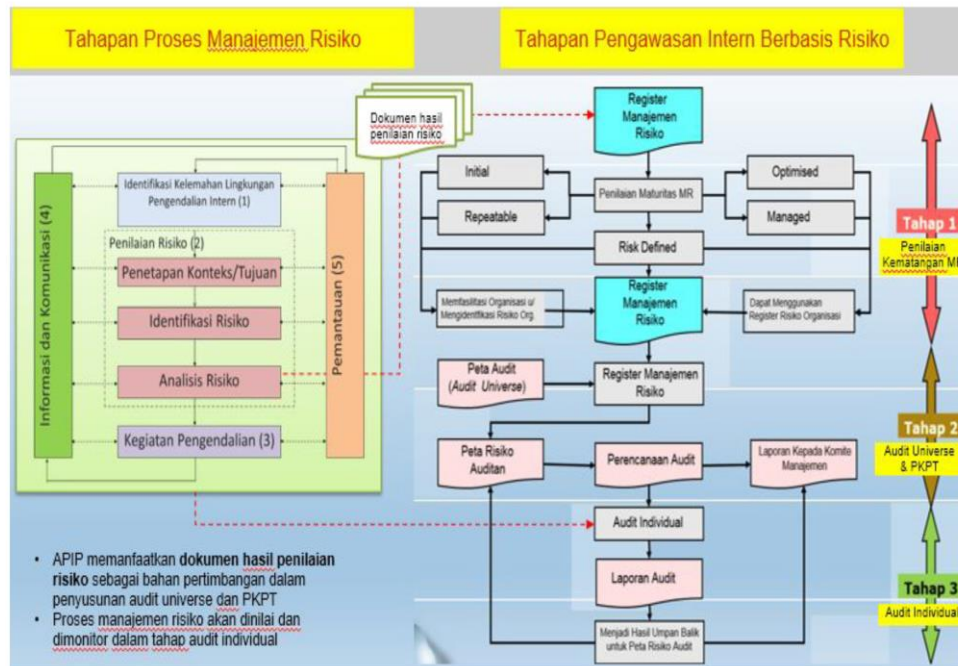 Tahapan Proses Manajemen Risiko
Tahapan Pengawasan Intern Berbasis Risiko
Dokumen hasil
penilaian risiko
Informasi dan Komunikasi (4)
Identifikasi Kelemahan Lingkungan
Pengendalian Intern (1)
Penilaian Risiko (2)
Penetapan Konteks/Tujuan
Identifikasi Risiko
Analisis Risiko
Kegiatan Pengendalian (3)
Pemantauan (5)
APIP memanfaatkan dokumen hasil penilaian
risiko sebagai bahan pertimbangan dalam
penyusunan audit universe dan PKPT
Proses manajemen risiko akan dinilai dan
dimonitor dalam tahap audit individual
Register
Manajemen
Risiko
Initial
Optimised
Penilaian Maturitas MR
Repeatable
Managed
Risk Defined
Memfasilitasi Organisasi u/
Mengidentfikasi Risiko Org.
Register
Manajemen
Risiko
Dapat Menggunakan
Register Risiko Organisasi
Peta Audit
(Audit Universe)
Register Manajemen
Risiko
Peta Risiko
Auditan
Perencanaan Audit
Laporan Kepada Komite
Manajemen
Audit Individual
Laporan Audit
Menjadi Hasil Umpan Balik
untuk Peta Risiko Audit
Tahap 1
Penilaian
Kematangan MR
Tahap 2
Audit Universe
& PKPT
Tahap 3
Audit Individual